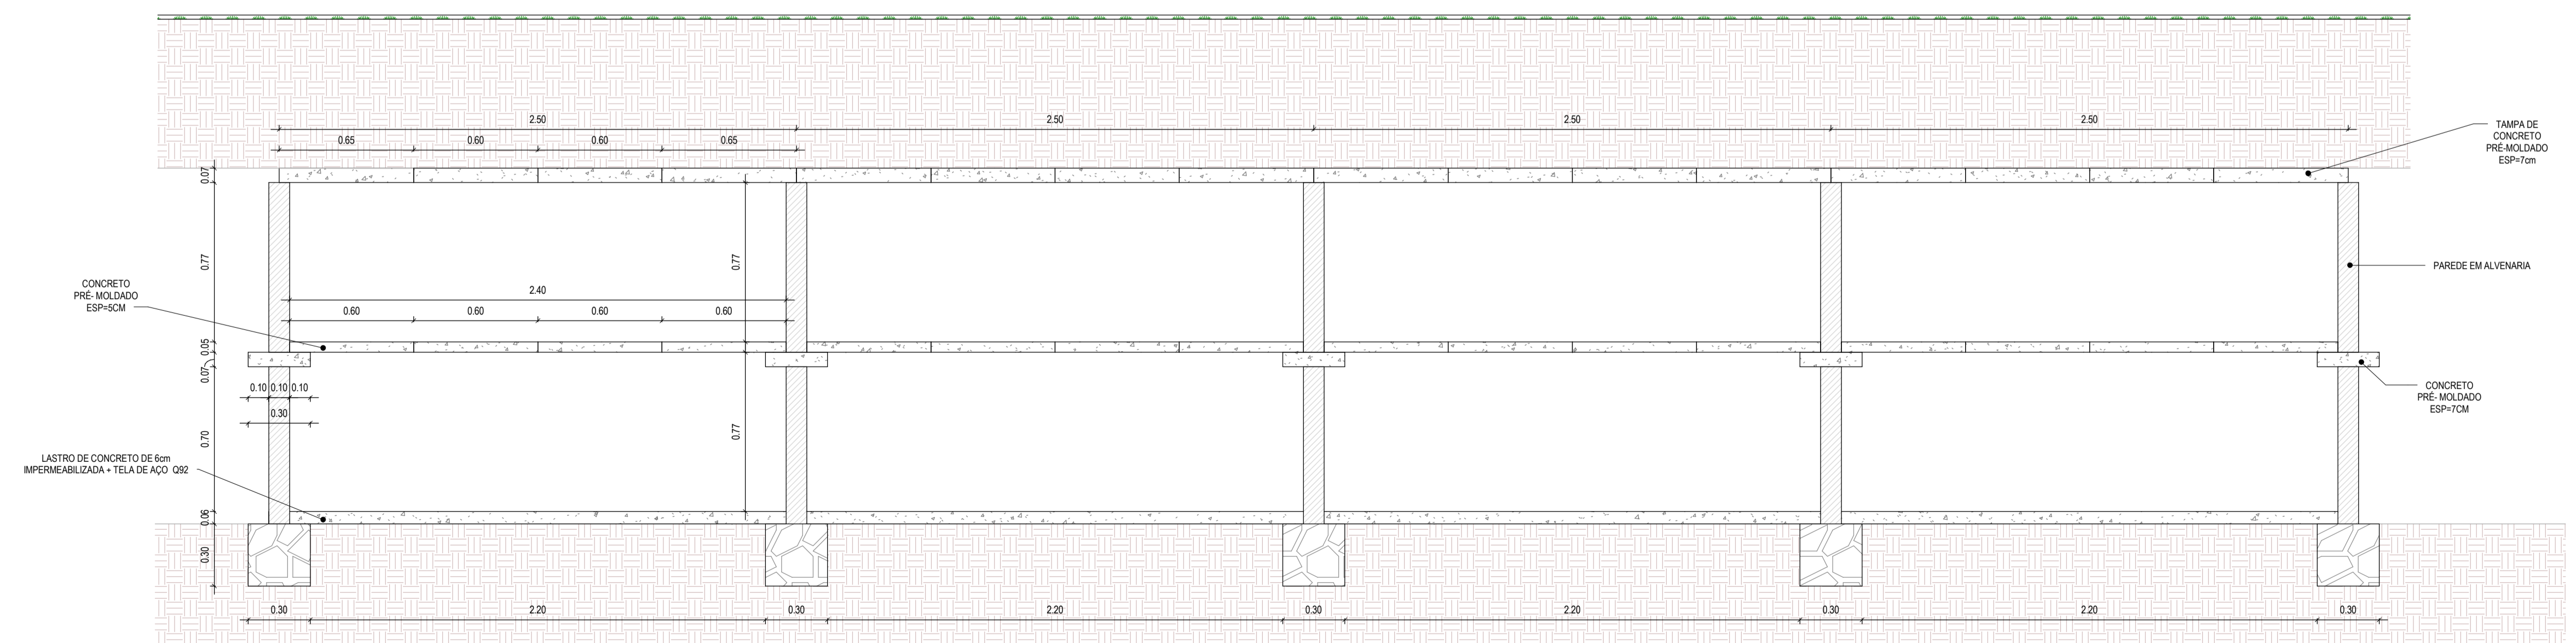 2.50
2.50
2.50
2.50
0.65
0.60
0.60
0.65
TAMPA DE
CONCRETO
PRÉ-MOLDADO
ESP=7cm
0.07
0.77
0.77
PAREDE EM ALVENARIA
CONCRETO
PRÉ- MOLDADO
ESP=5CM
2.40
0.60
0.60
0.60
0.60
0.05
0.07
0.10
0.10
0.10
0.30
CONCRETO
PRÉ- MOLDADO
ESP=7CM
0.70
0.77
LASTRO DE CONCRETO DE 6cm
IMPERMEABILIZADA + TELA DE AÇO Q92
0.06
0.30
0.30
2.20
0.30
2.20
0.30
2.20
0.30
2.20
0.30